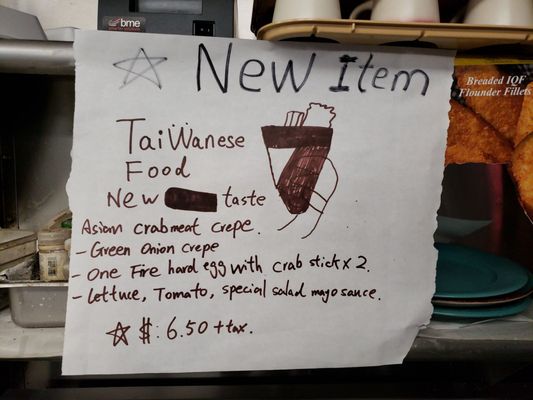 bme
Breaded IQF
Flounder Fillets
☆ New Item
TaiWanese
Food
New taste
Asian crabmeat crepe.
- Green Onion crepe
- One Fire hard egg with crab stick x 2.
- lettuce, Tomato, special salad mayo sauce.
☆ $: 6.50 + tax.